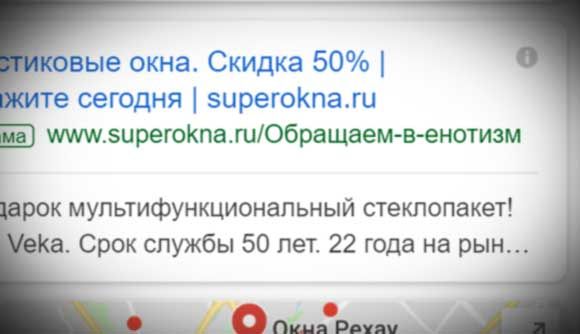 стиковые окна. Скидка 50% |
ажите сегодня | superokna.ru
ма www.superokna.ru/Обращаем-в-енотизм
дарок мультифункциональный стеклопакет!
Veka. Срок службы 50 лет. 22 года на рын...
Окна Рехау